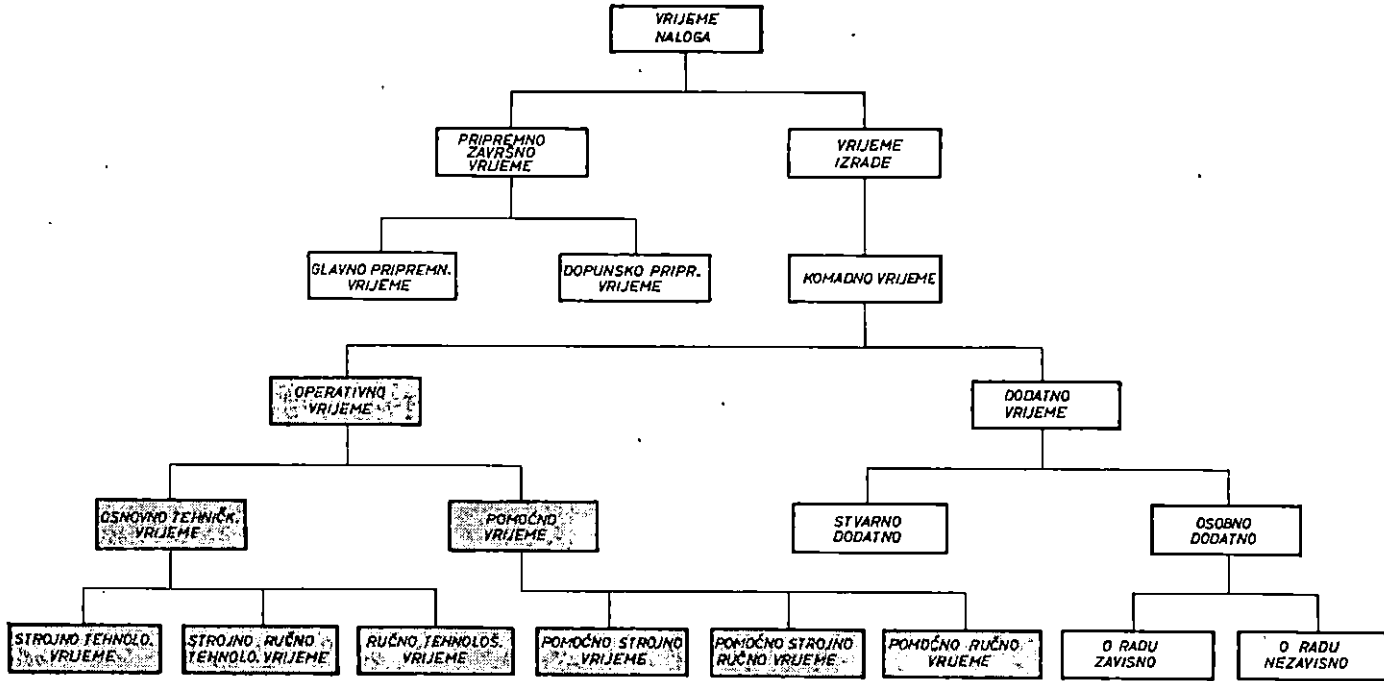 VRIJEME
NALOGA
PRIPREMNO
ZAVRŠNO
VRIJEME
VRIJEME
IZRADE
GLAVNO PRIPREMN.
VRIJEME
DOPUNSKO PRIPR.
VRIJEME
KOMADNO VRIJEME
OPERATIVNO
VRIJEME
DODATNO
VRIJEME
OSNOVNO TEHNIČK.
VRIJEME
POMOĆNO
VRIJEME
STVARNO
DODATNO
OSOBNO
DODATNO
STROJNO TEHNOLO.
VRIJEME
STROJNO RUČNO
TEHNOLO. VRIJEME
RUČNO TEHNOLOŠ.
VRIJEME
POMOĆNO STROJNO
VRIJEME
POMOĆNO STROJNO
RUČNO VRIJEME
POMOĆNO RUČNO
VRIJEME
O RADU
ZAVISNO
O RADU
NEZAVISNO